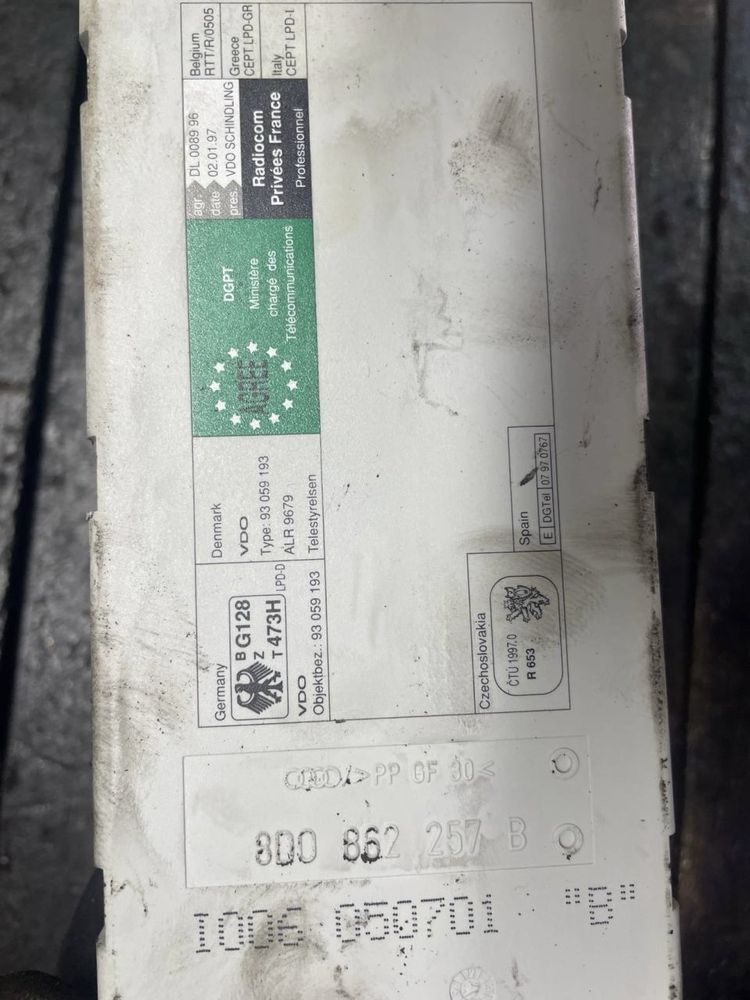 Germany
B G128
Z
T 473H
LPD-D
VDO
Objektbez.: 93 059 193
Denmark
VDO
Type: 93 059 193
ALR 9679
Telestyrelsen
AGREE
DGPT
Ministère
chargé des
Télécommunications
agr. DL 0089 96
date 02.01.97
pres. VDO SCHINDLING
Radiocom
Privées France
Professionnel
Belgium
RTT/R/0505
Greece
CEPT LPD-GR
Italy
CEPT LPD-I
Czechoslovakia
ČTÚ 1997.0
R 653
Spain
E DGTel 07 97 0767
>PP GF 30<
8D0 862 257 B
050701 "B"